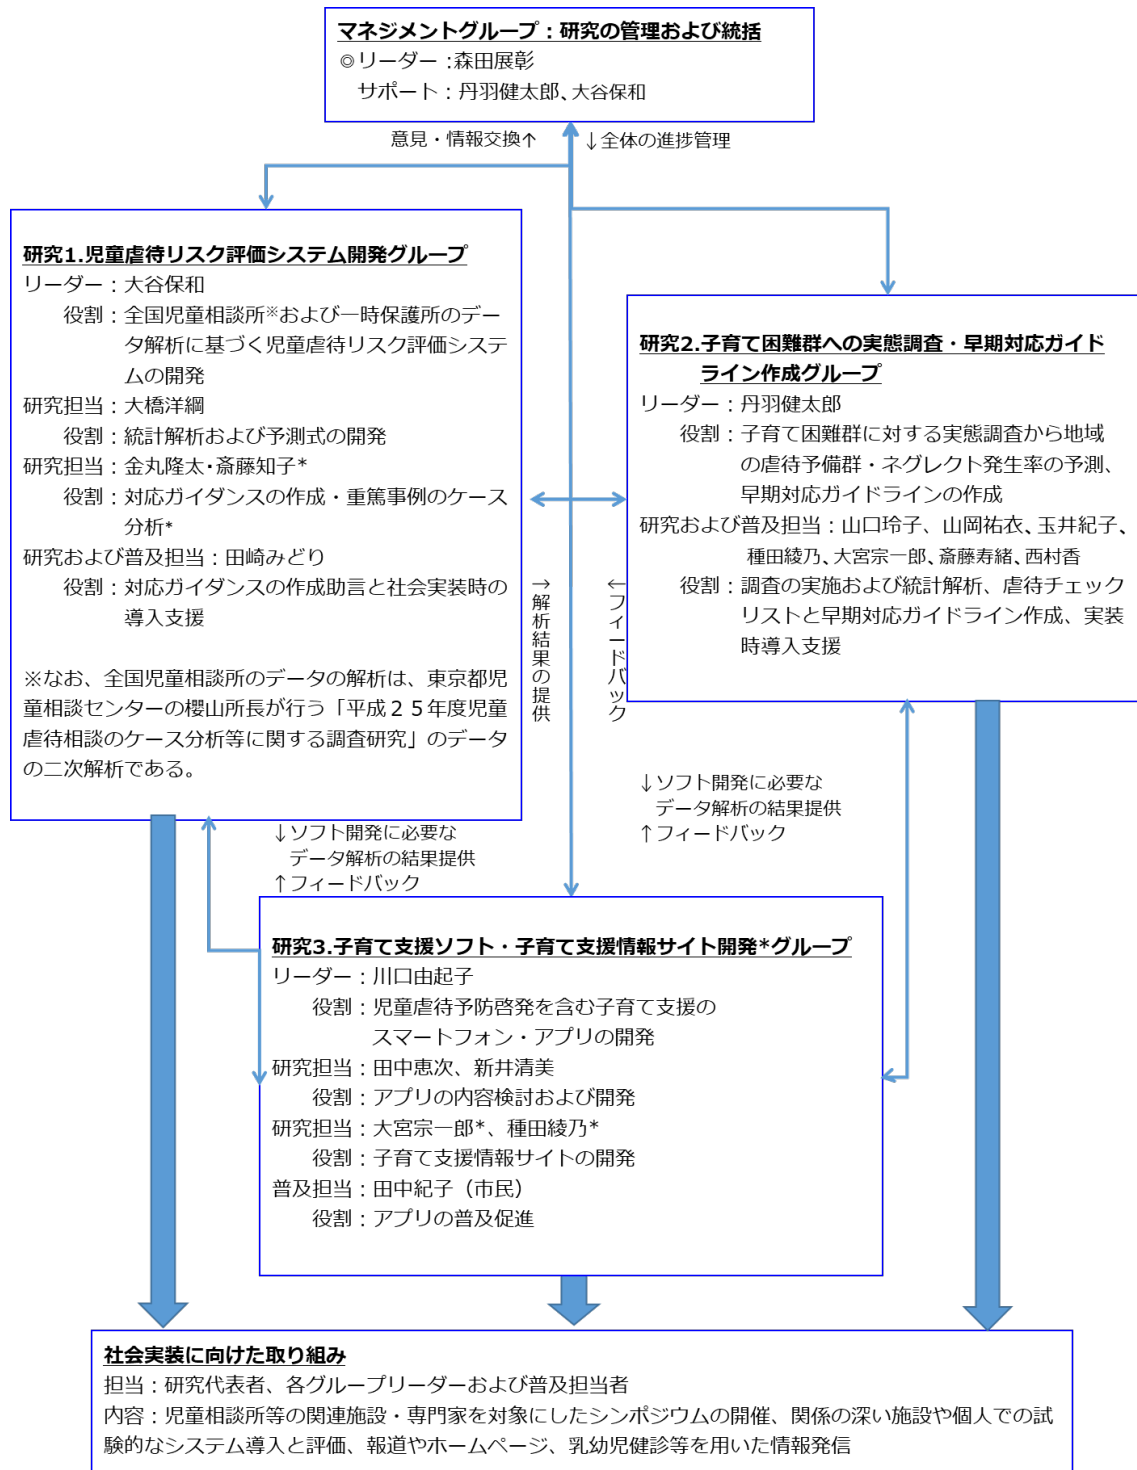 マネジメントグループ：研究の管理および統括
◎リーダー：森田展彰
サポート：丹羽健太郎、大谷保和
意見・情報交換↑
↓全体の進捗管理
研究1.児童虐待リスク評価システム開発グループ
リーダー：大谷保和
役割：全国児童相談所※および一時保護所のデー
タ解析に基づく児童虐待リスク評価システ
ムの開発
研究担当：大橋洋綱
役割：統計解析および予測式の開発
研究担当：金丸隆太・斎藤知子*
役割：対応ガイダンスの作成・重篤事例のケース
分析*
研究および普及担当：田崎みどり
役割：対応ガイダンスの作成助言と社会実装時の
導入支援
※なお、全国児童相談所のデータの解析は、東京都児
童相談センターの櫻山所長が行う「平成２５年度児童
虐待相談のケース分析等に関する調査研究」のデータ
の二次解析である。
研究2.子育て困難群への実態調査・早期対応ガイド
ライン作成グループ
リーダー：丹羽健太郎
役割：子育て困難群に対する実態調査から地域
の虐待予備群・ネグレクト発生率の予測、
早期対応ガイドラインの作成
研究および普及担当：山口玲子、山岡祐衣、玉井紀子、
種田綾乃、大宮宗一郎、斎藤寿緒、西村香
役割：調査の実施および統計解析、虐待チェック
リストと早期対応ガイドライン作成、実装
時導入支援
→解析結果の提供
←フィードバック
↓ソフト開発に必要な
データ解析の結果提供
↑フィードバック
↓ソフト開発に必要な
データ解析の結果提供
↑フィードバック
研究3.子育て支援ソフト・子育て支援情報サイト開発*グループ
リーダー：川口由起子
役割：児童虐待予防啓発を含む子育て支援の
スマートフォン・アプリの開発
研究担当：田中恵次、新井清美
役割：アプリの内容検討および開発
研究担当：大宮宗一郎*、種田綾乃*
役割：子育て支援情報サイトの開発
普及担当：田中紀子（市民）
役割：アプリの普及促進
社会実装に向けた取り組み
担当：研究代表者、各グループリーダーおよび普及担当者
内容：児童相談所等の関連施設・専門家を対象にしたシンポジウムの開催、関係の深い施設や個人での試
験的なシステム導入と評価、報道やホームページ、乳幼児健診等を用いた情報発信